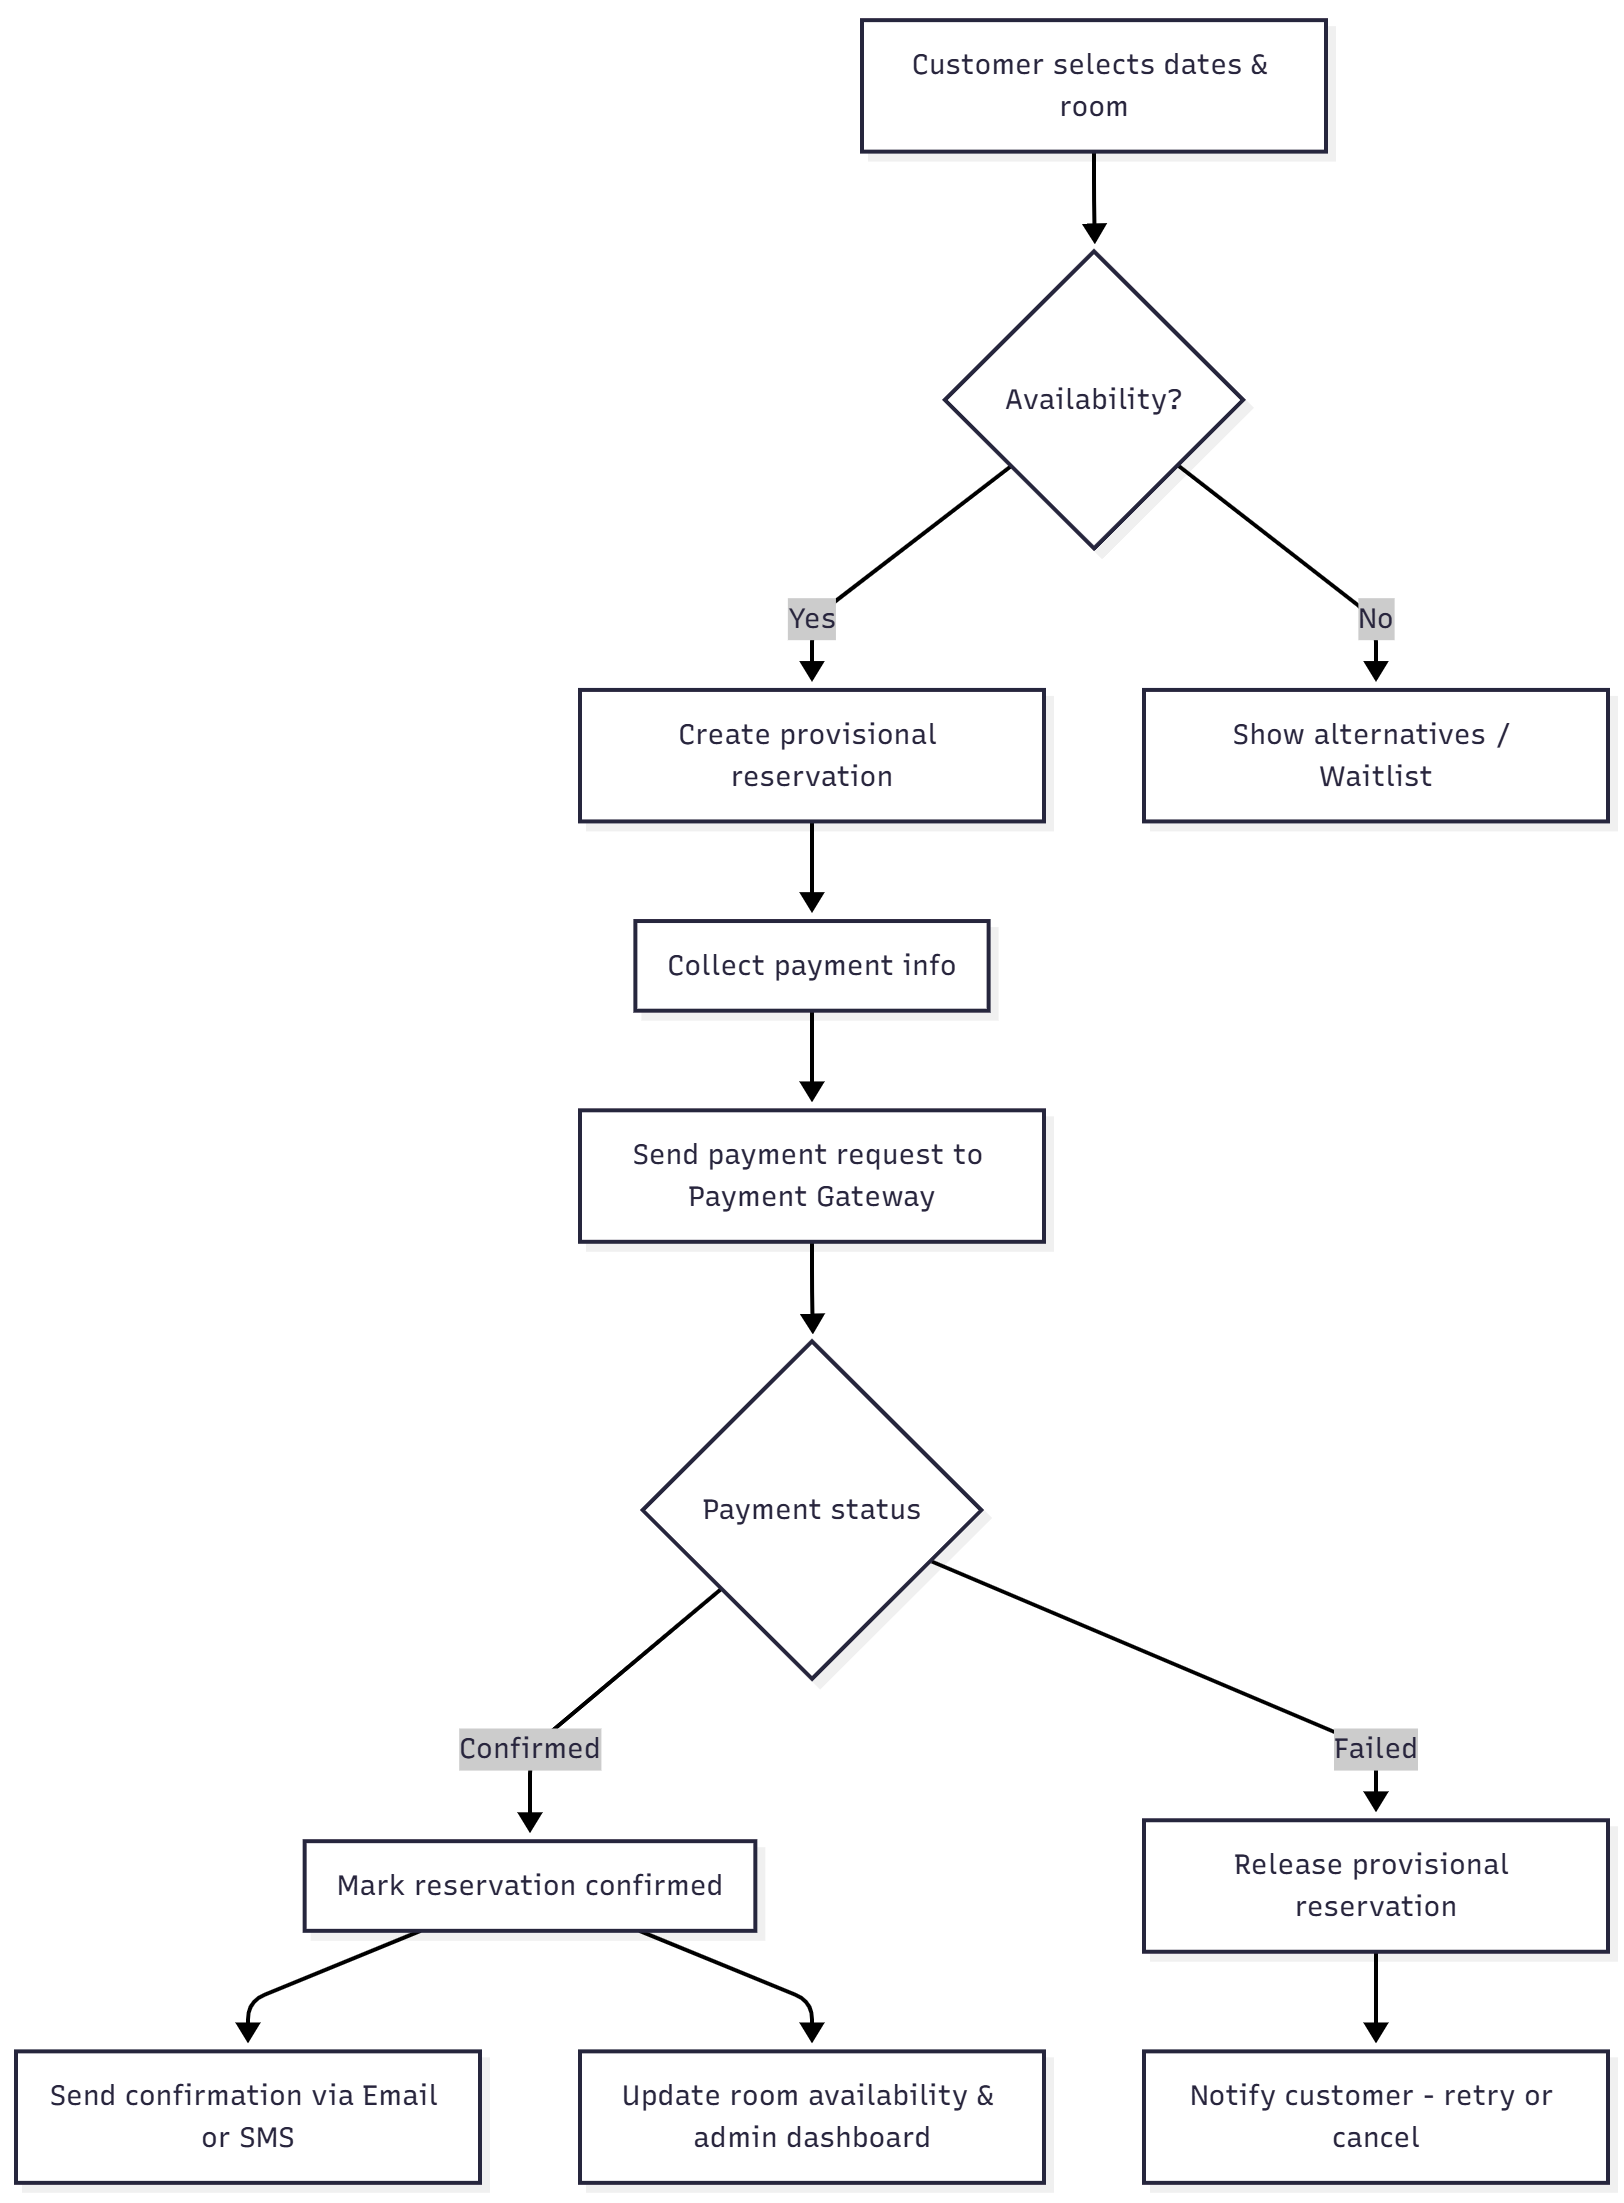 Customer selects dates &
room
Availability?
Yes
No
Create provisional
reservation
Show alternatives /
Waitlist
Collect payment info
Send payment request to
Payment Gateway
Payment status
Confirmed
Failed
Mark reservation confirmed
Release provisional
reservation
Send confirmation via Email
or SMS
Update room availability &
admin dashboard
Notify customer - retry or
cancel